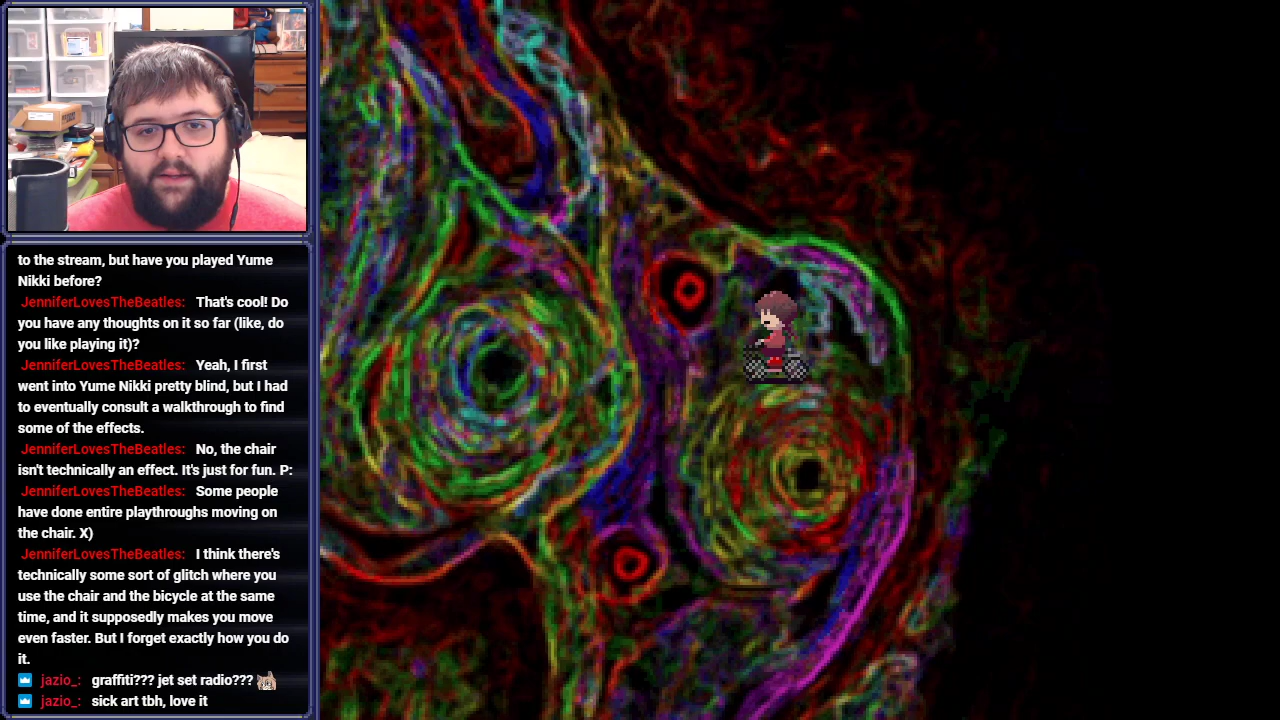 to the stream, but have you played Yume
Nikki before?
JenniferLovesTheBeatles: That's cool! Do
you have any thoughts on it so far (like, do
you like playing it)?
JenniferLovesTheBeatles: Yeah, I first
went into Yume Nikki pretty blind, but I had
to eventually consult a walkthrough to find
some of the effects.
JenniferLovesTheBeatles: No, the chair
isn't technically an effect. It's just for fun. P:
JenniferLovesTheBeatles: Some people
have done entire playthroughs moving on
the chair. X)
JenniferLovesTheBeatles: I think there's
technically some sort of glitch where you
use the chair and the bicycle at the same
time, and it supposedly makes you move
even faster. But I forget exactly how you do
it.
jazio_: graffiti??? jet set radio???
jazio_: sick art tbh, love it